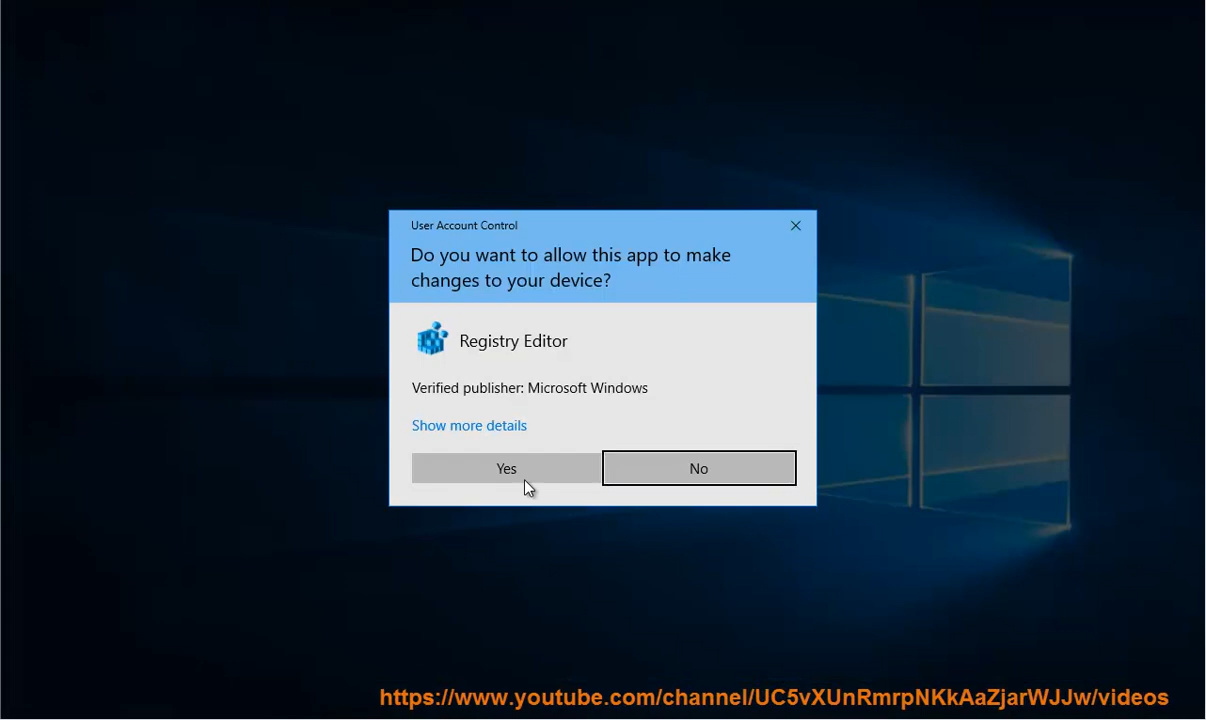 User Account Control
Do you want to allow this app to make
changes to your device?
Registry Editor
Verified publisher: Microsoft Windows
Show more details
Yes
No
https://www.youtube.com/channel/UC5vXUnRmrpNKkAaZjarWJJw/videos